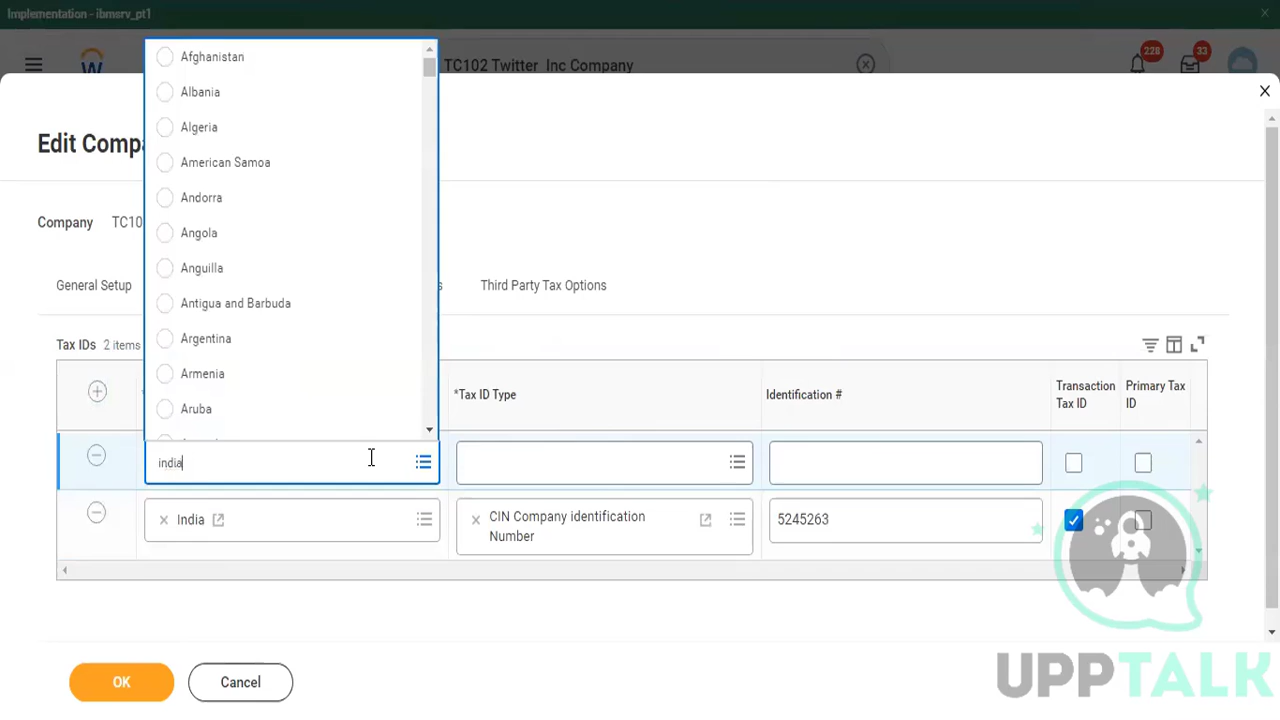 Implementation - ibmsrv_pt1
TC102 Twitter Inc Company
228
33
Edit Compa
Company TC10
General Setup
s
Third Party Tax Options
Afghanistan
Albania
Algeria
American Samoa
Andorra
Angola
Anguilla
Antigua and Barbuda
Argentina
Armenia
Aruba
Tax IDs 2 items
*Tax ID Type
Identification #
Transaction
Tax ID
Primary Tax
ID
india
India
CIN Company identification
Number
5245263
OK
Cancel
UPPTALK